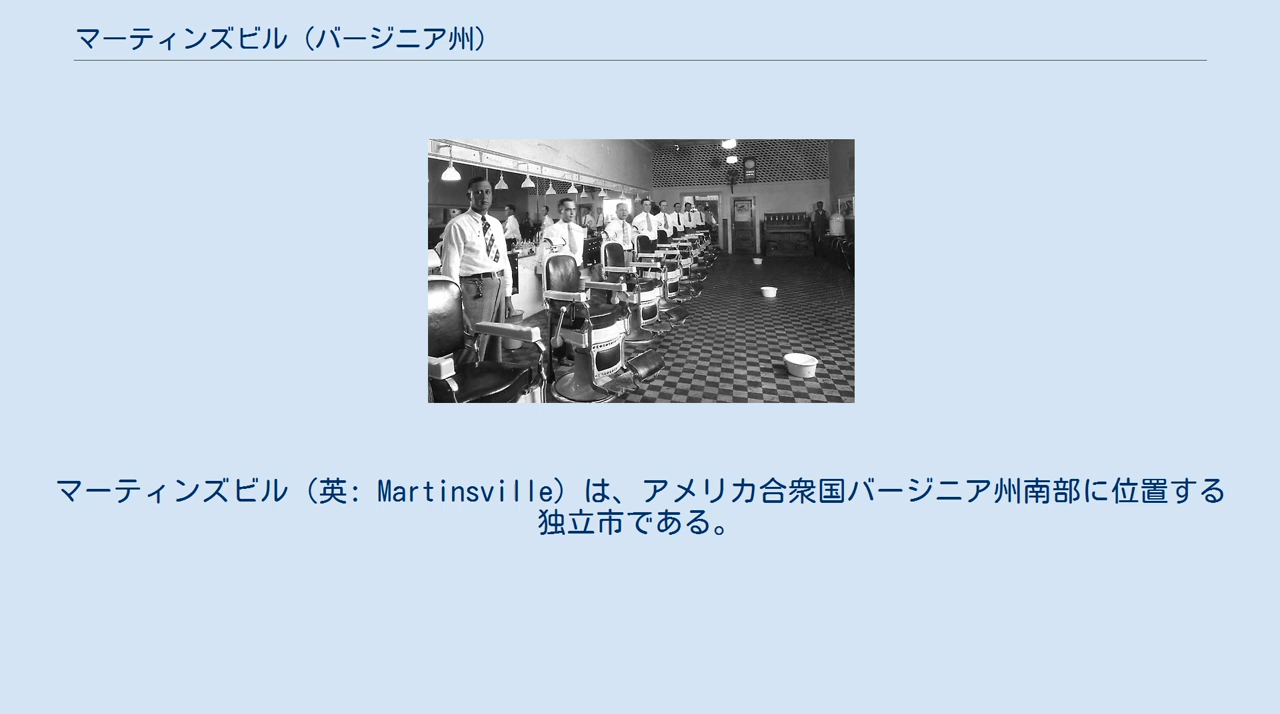 マーティンズビル（バージニア州）
マーティンズビル（英: Martinsville）は、アメリカ合衆国バージニア州南部に位置する
独立市である。